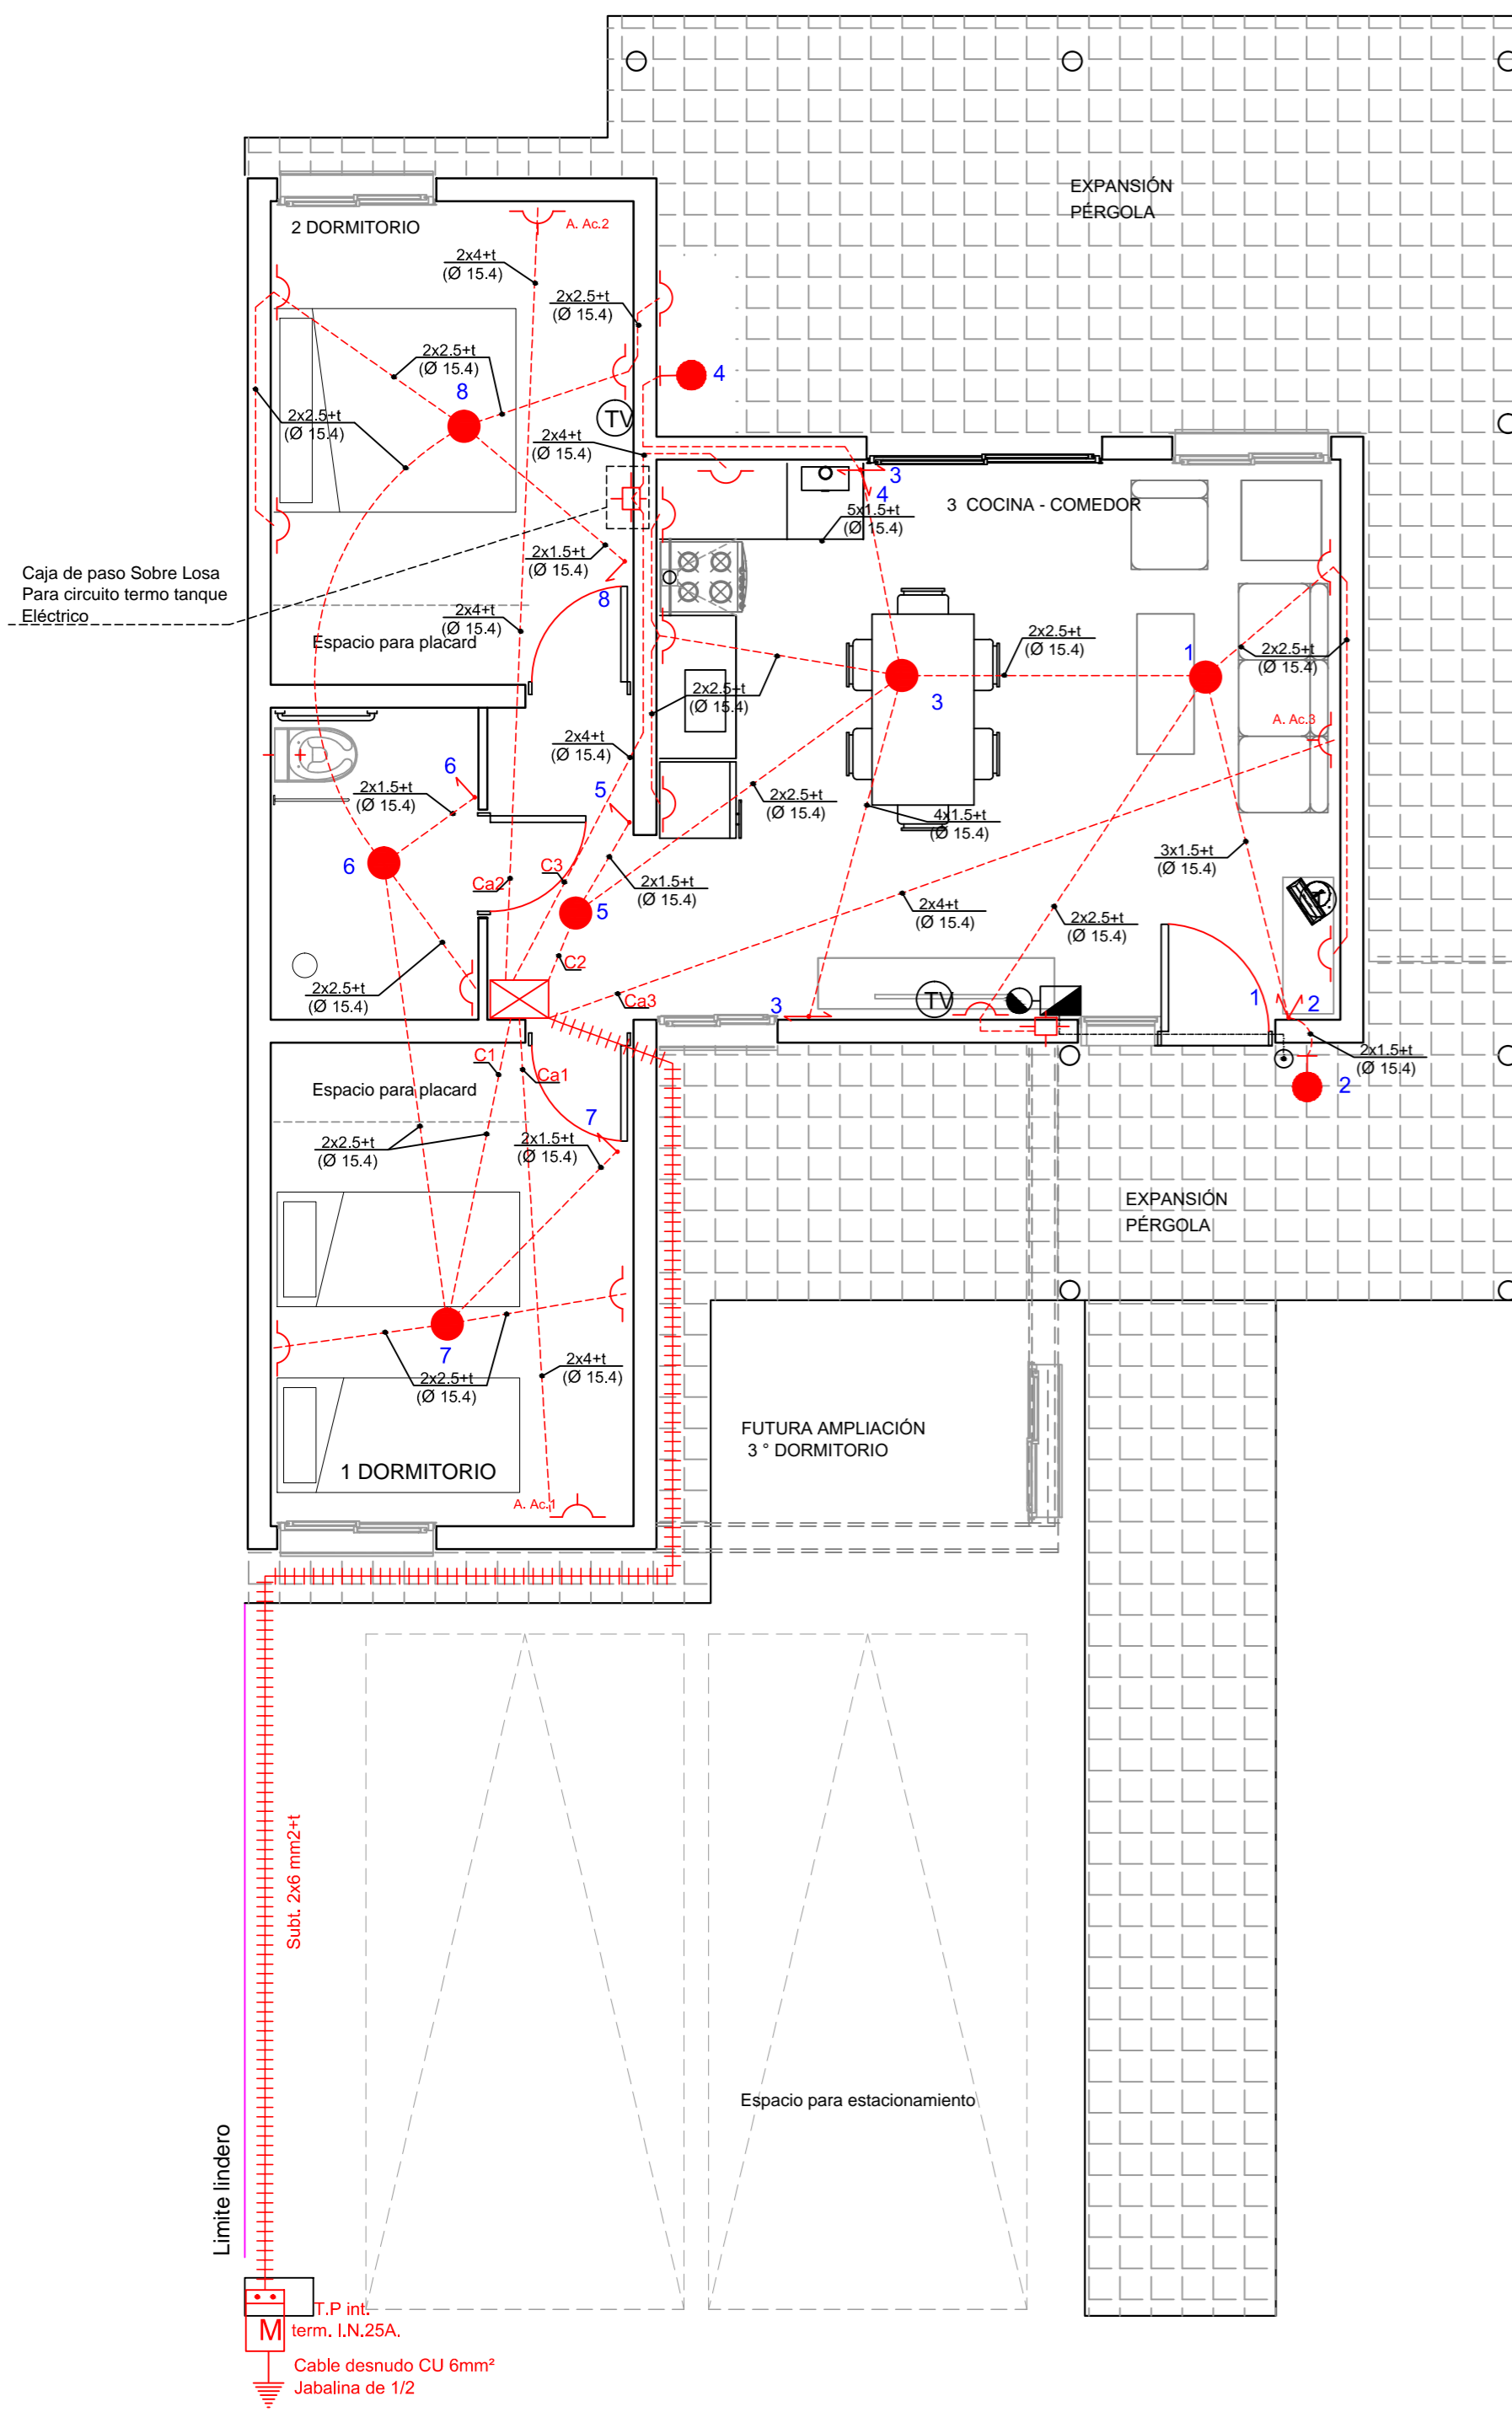 EXPANSIÓN
PÉRGOLA
2 DORMITORIO
A. Ac.2
2x4+t
(Ø 15.4)
2x2.5+t
(Ø 15.4)
2x2.5+t
(Ø 15.4)
4
8
2x2.5+t
(Ø 15.4)
TV
2x4+t
(Ø 15.4)
3
4
3 COCINA - COMEDOR
5x1.5+t
(Ø 15.4)
2x1.5+t
(Ø 15.4)
Caja de paso Sobre Losa
Para circuito termo tanque
Eléctrico
8
2x4+t
(Ø 15.4)
Espacio para placard
2x2.5+t
(Ø 15.4)
1
2x2.5+t
(Ø 15.4)
3
2x2.5+t
(Ø 15.4)
A. Ac.3
2x4+t
(Ø 15.4)
6
5
2x1.5+t
(Ø 15.4)
2x2.5+t
(Ø 15.4)
4x1.5+t
(Ø 15.4)
3x1.5+t
(Ø 15.4)
6
C3
Ca2
2x1.5+t
(Ø 15.4)
5
2x4+t
(Ø 15.4)
2x2.5+t
(Ø 15.4)
C2
2x2.5+t
(Ø 15.4)
Ca3
3
TV
1
2
C1
Ca1
2x1.5+t
(Ø 15.4)
2
Espacio para placard
7
2x2.5+t
(Ø 15.4)
2x1.5+t
(Ø 15.4)
EXPANSIÓN
PÉRGOLA
7
2x2.5+t
(Ø 15.4)
2x4+t
(Ø 15.4)
FUTURA AMPLIACIÓN
3 ° DORMITORIO
1 DORMITORIO
A. Ac.1
Subt. 2x6 mm2+t
Espacio para estacionamiento
Limite lindero
T.P int.
M
term. I.N.25A.
Cable desnudo CU 6mm²
Jabalina de 1/2